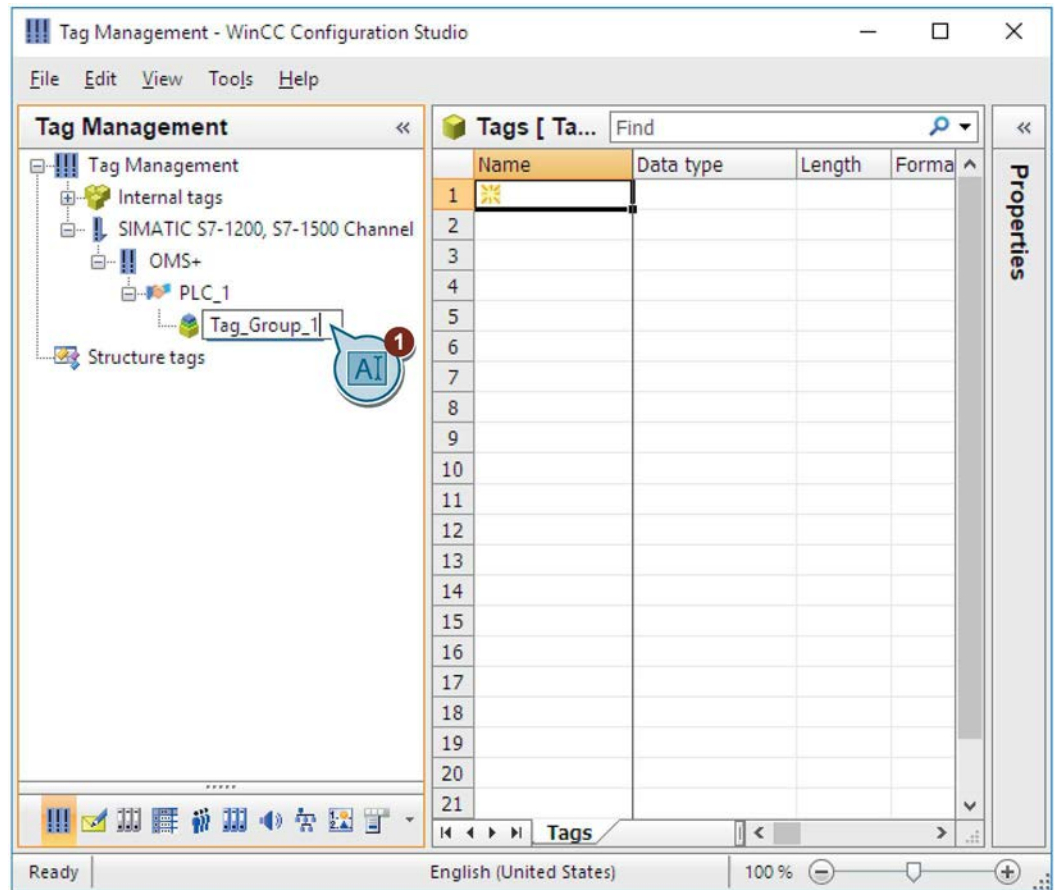 Tag Management - WinCC Configuration Studio
File Edit View Tools Help
Tag Management «
Tags [ Ta... Find
«
Tag Management
Internal tags
SIMATIC S7-1200, S7-1500 Channel
OMS+
PLC_1
Tag_Group_1
1
AI
Structure tags
Name Data type Length Forma
1
2
3
4
5
6
7
8
9
10
11
12
13
14
15
16
17
18
19
20
21
Properties
Tags
Ready English (United States) 100 %